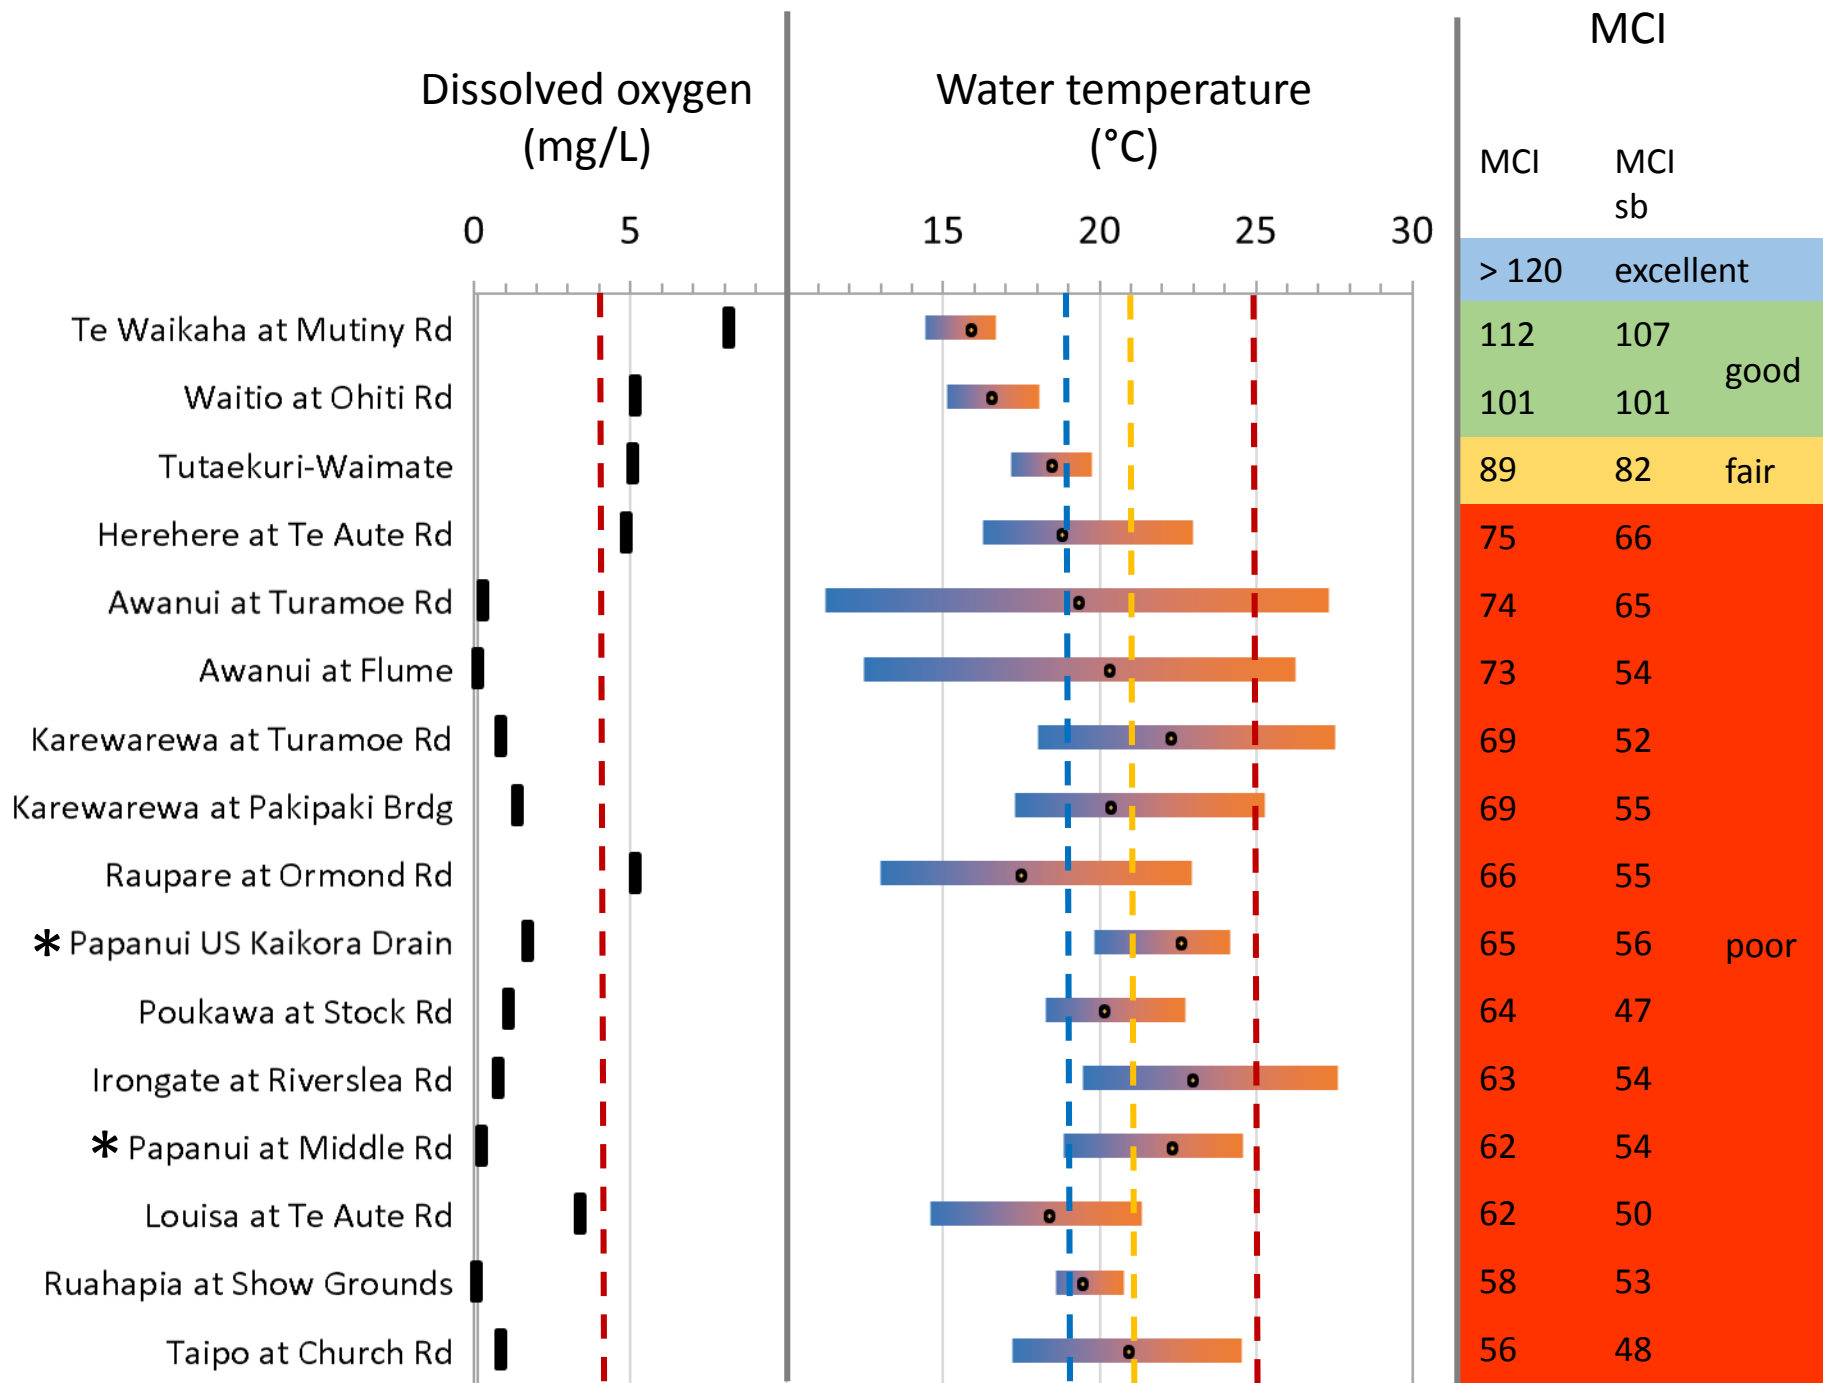 MCI
Dissolved oxygen
(mg/L)
Water temperature
(°C)
MCI MCI
sb
0 5 15 20 25 30
> 120 excellent
Te Waikaha at Mutiny Rd 112 107
good
Waitio at Ohiti Rd 101 101
Tutaekuri-Waimate 89 82 fair
Herehere at Te Aute Rd 75 66
Awanui at Turamoe Rd 74 65
Awanui at Flume 73 54
Karewarewa at Turamoe Rd 69 52
Karewarewa at Pakipaki Brdg 69 55
Raupare at Ormond Rd 66 55
* Papanui US Kaikora Drain 65 56 poor
Poukawa at Stock Rd 64 47
Irongate at Riverslea Rd 63 54
* Papanui at Middle Rd 62 54
Louisa at Te Aute Rd 62 50
Ruahapia at Show Grounds 58 53
Taipo at Church Rd 56 48